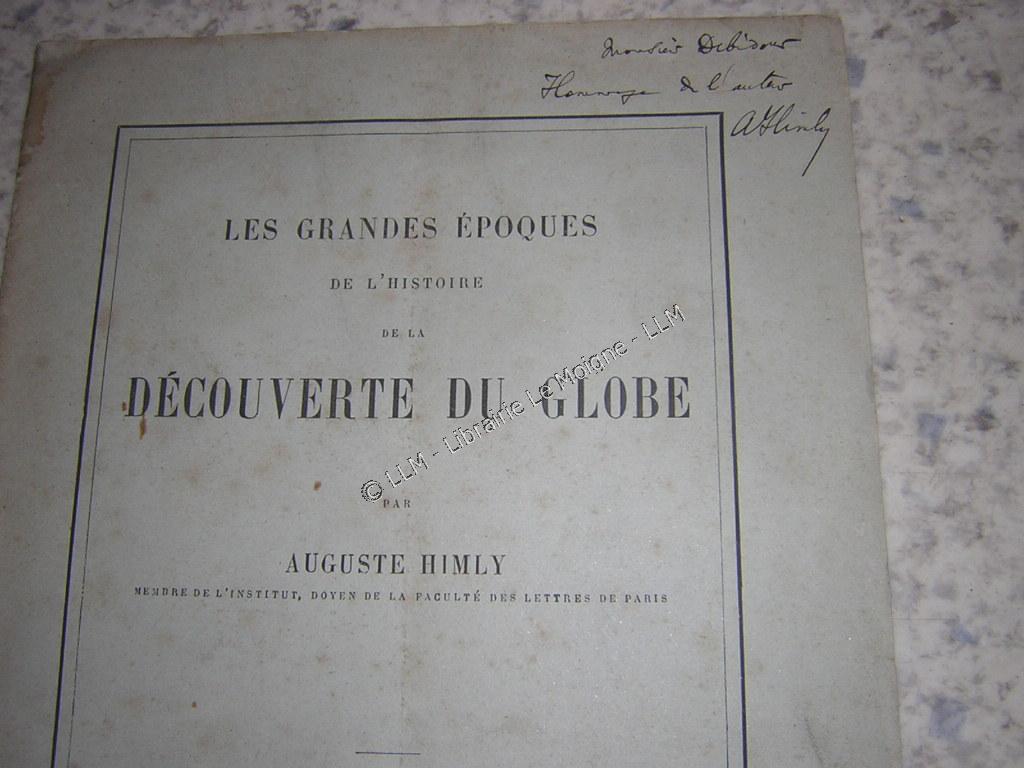 Monsieur Debidour
Hommage de l'auteur
AHimly
LES GRANDES ÉPOQUES
DE L'HISTOIRE
DE LA
DÉCOUVERTE DU GLOBE
© LLM - Librairie Le Moigne - LLM
PAR
AUGUSTE HIMLY
MEMBRE DE L'INSTITUT, DOYEN DE LA FACULTÉ DES LETTRES DE PARIS